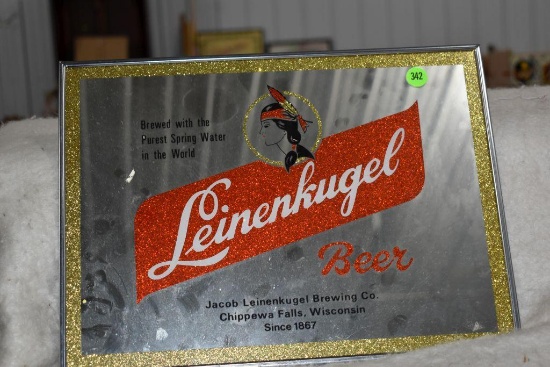 342
Brewed with the
Purest Spring Water
in the World
Leinenkugel
Beer
Jacob Leinenkugel Brewing Co.
Chippewa Falls, Wisconsin
Since 1867